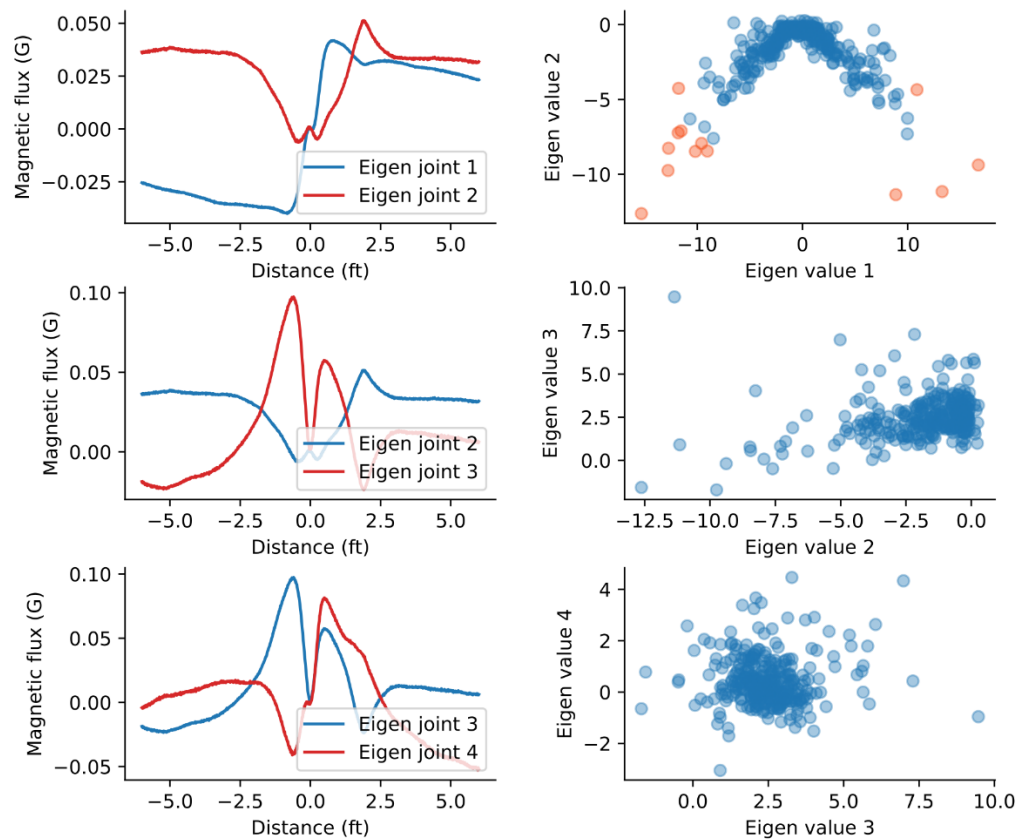 Magnetic flux (G)
0.050
0.025
0.000
−0.025
−5.0
−2.5
0.0
2.5
5.0
Distance (ft)
Eigen joint 1
Eigen joint 2
Eigen value 2
0
−5
−10
−10
0
10
Eigen value 1
Magnetic flux (G)
0.10
0.05
0.00
−5.0
−2.5
0.0
2.5
5.0
Distance (ft)
Eigen joint 2
Eigen joint 3
Eigen value 3
10.0
7.5
5.0
2.5
0.0
−12.5
−10.0
−7.5
−5.0
−2.5
0.0
Eigen value 2
Magnetic flux (G)
0.10
0.05
0.00
−0.05
−5.0
−2.5
0.0
2.5
5.0
Distance (ft)
Eigen joint 3
Eigen joint 4
Eigen value 4
4
2
0
−2
0.0
2.5
5.0
7.5
10.0
Eigen value 3